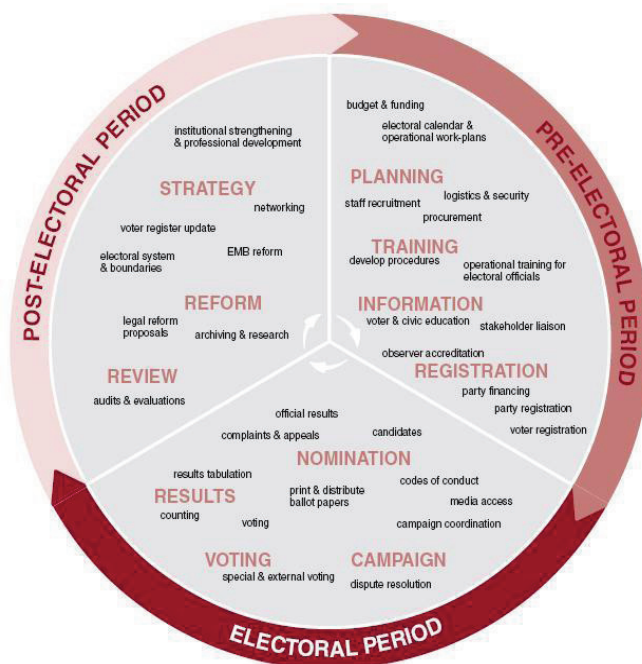 POST-ELECTORAL PERIOD
institutional strengthening
& professional development
STRATEGY
networking
voter register update
EMB reform
electoral system
& boundaries
REFORM
legal reform
proposals
archiving & research
REVIEW
audits & evaluations
PRE-ELECTORAL PERIOD
budget & funding
electoral calendar &
operational work-plans
PLANNING
logistics & security
staff recruitment
procurement
TRAINING
develop procedures
operational training for
electoral officials
INFORMATION
voter & civic education
stakeholder liaison
observer accreditation
REGISTRATION
party financing
party registration
voter registration
official results
complaints & appeals
candidates
NOMINATION
results tabulation
print & distribute
ballot papers
codes of conduct
RESULTS
media access
counting
voting
campaign coordination
VOTING
special & external voting
CAMPAIGN
dispute resolution
ELECTORAL PERIOD